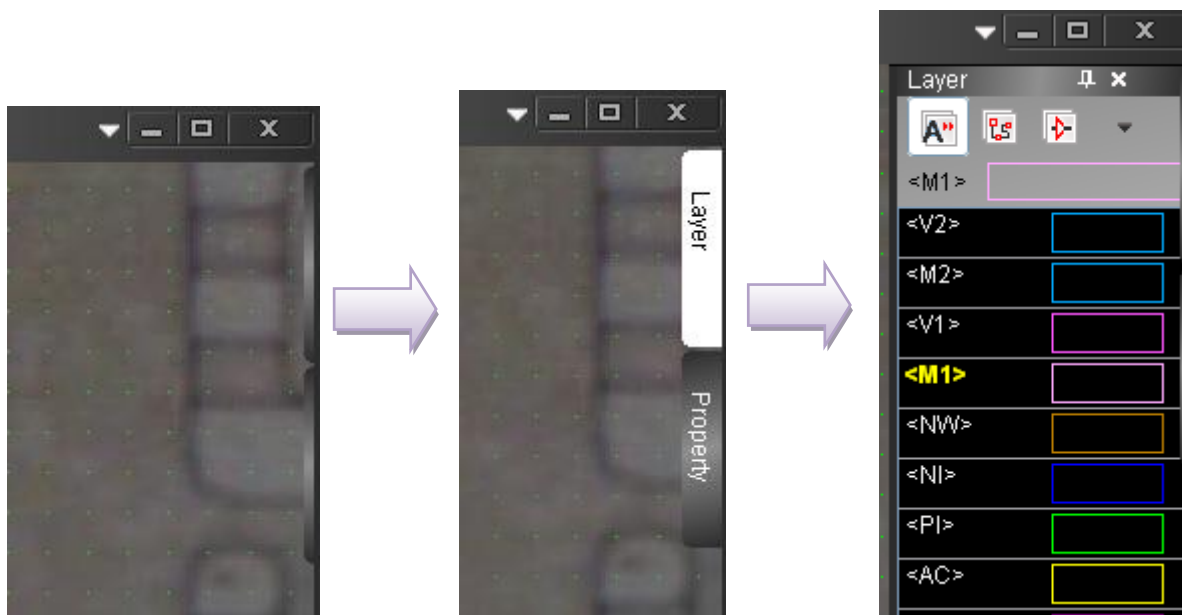 Layer
Property
Layer
<M1>
<V2>
<M2>
<V1>
<M1>
<NW>
<NI>
<PI>
<AC>